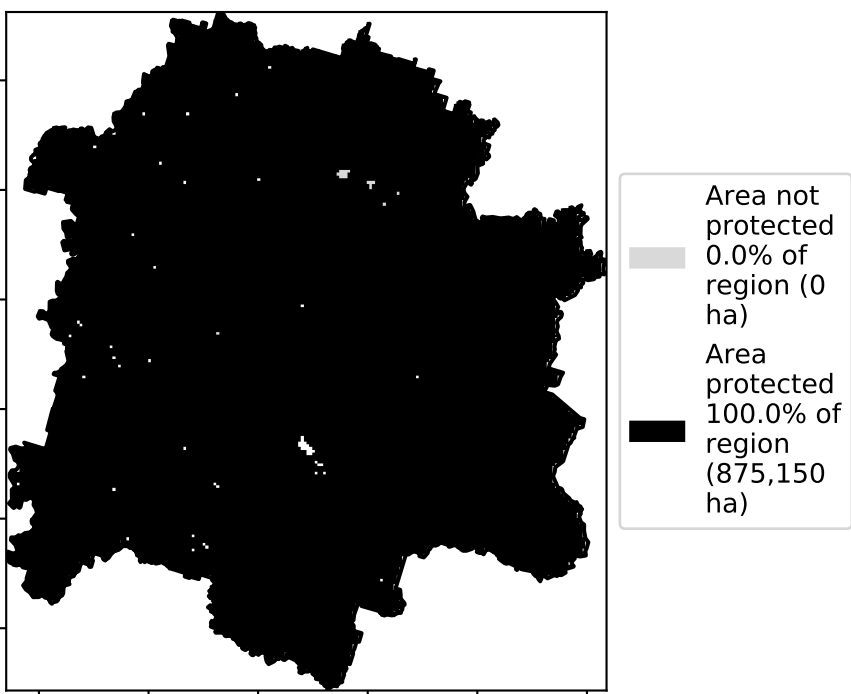 Area not
protected
0.0% of
region (0
ha)
Area
protected
100.0% of
region
(875,150
ha)